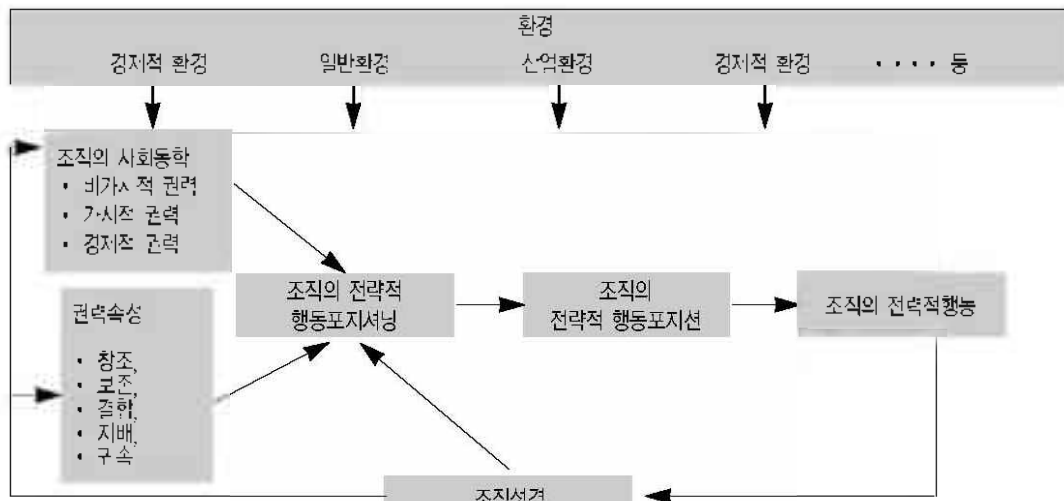 환경
경제적 환경 일반환경 산업환경 경제적 환경 ···· 등
조직의 사회동학
• 비가시적 권력
• 가시적 권력
• 경제적 권력
권력속성
• 창조,
• 보존,
• 결합,
• 지배,
• 구속
조직의 전략적
행동포지셔닝
조직의
전략적 행동포지션
조직의 전략적행동